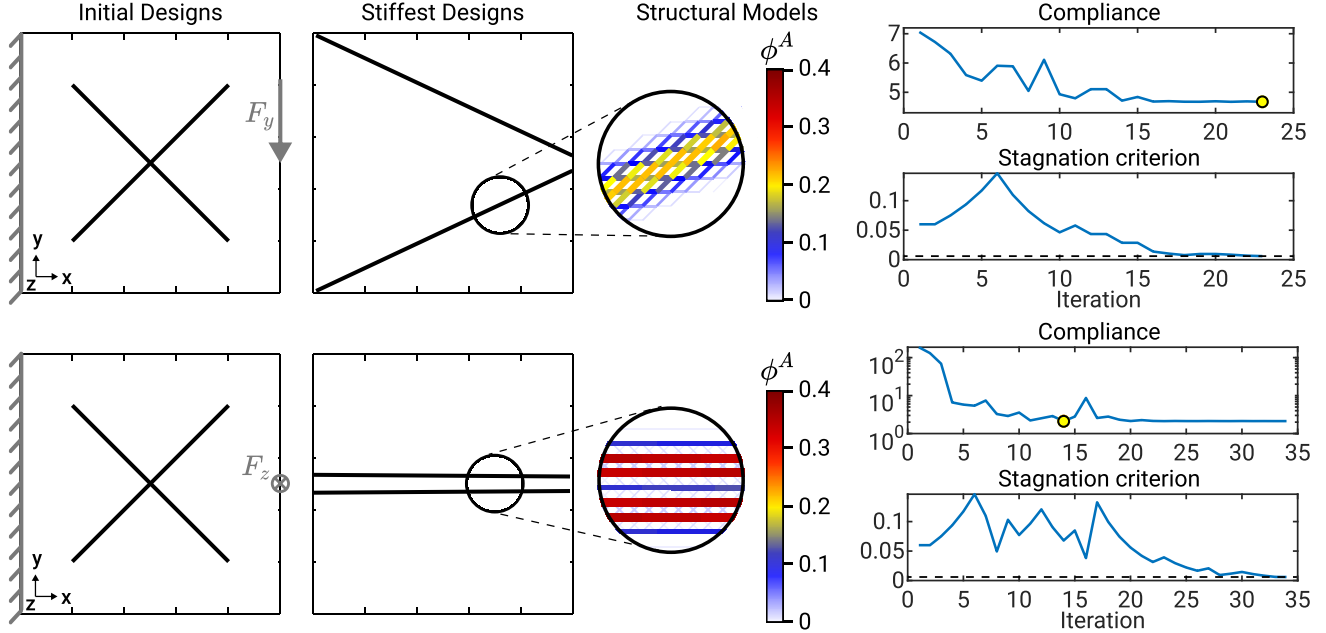 Initial Designs
Stiffest Designs
Structural Models
Compliance
F_y
y
z x
ϕ^A
0.4
0.3
0.2
0.1
0
7
6
5
0 5 10 15 20 25
Stagnation criterion
0.1
0.05
0
0 5 10 15 20 25
Iteration
F_z
y
z x
ϕ^A
0.4
0.3
0.2
0.1
0
Compliance
10^2
10^1
10^0
0 5 10 15 20 25 30 35
Stagnation criterion
0.1
0.05
0
0 5 10 15 20 25 30 35
Iteration